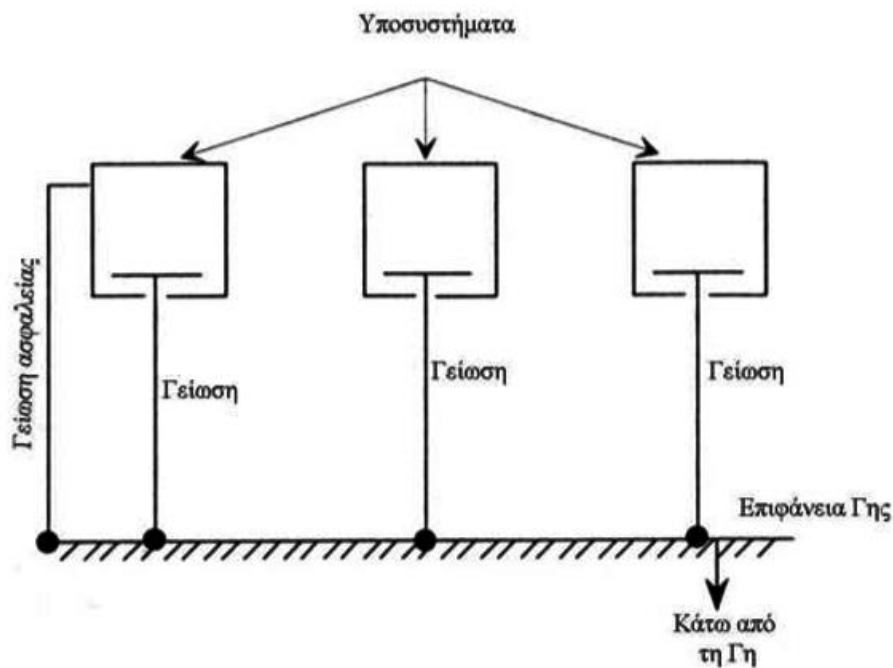 Υποσυστήματα
Γείωση ασφαλείας
Γείωση
Γείωση
Γείωση
Επιφάνεια Γης
Κάτω από
τη Γη